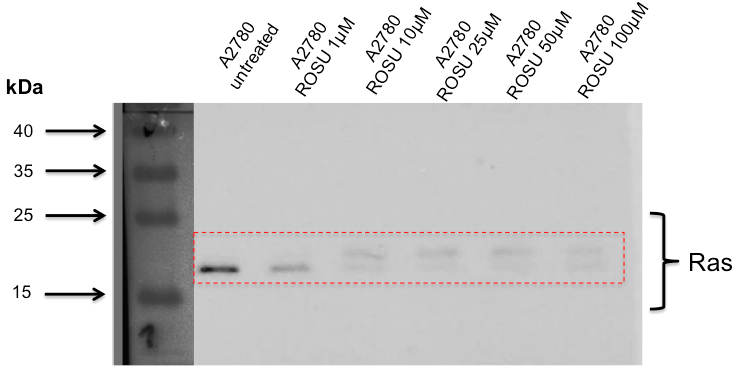 A2780
untreated
A2780
ROSU 1µM
A2780
ROSU 10µM
A2780
ROSU 25µM
A2780
ROSU 50µM
A2780
ROSU 100µM
kDa
40
35
25
15
Ras
1